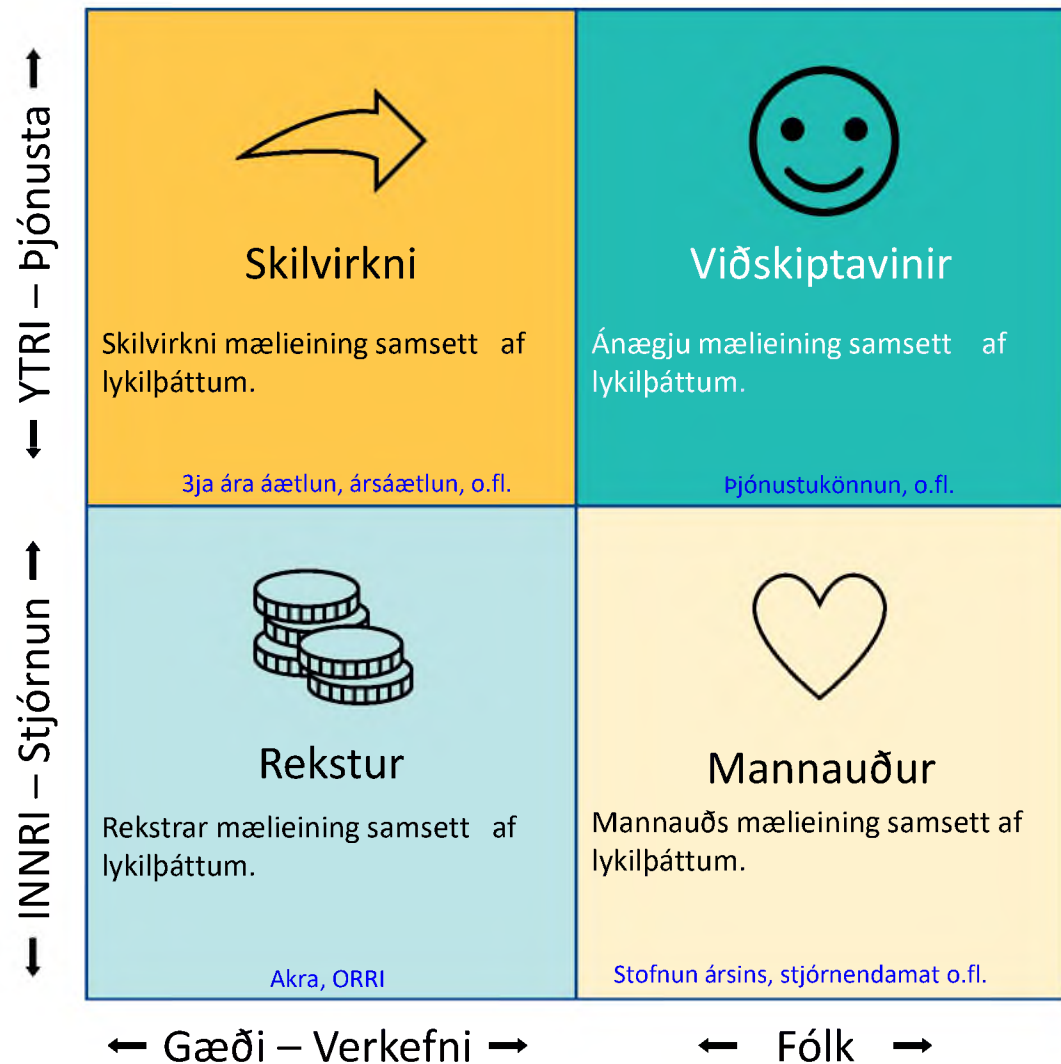 ← YTRI – Þjónusta →
Skilvirkni
Skilvirkni mælieining samsett af
lykilþáttum.
3ja ára áætlun, ársáætlun, o.fl.
Viðskiptavinir
Ánægju mælieining samsett af
lykilþáttum.
Þjónustukönnun, o.fl.
← INNRI – Stjórnun →
Rekstur
Rekstrar mælieining samsett af
lykilþáttum.
Akra, ORRI
Mannauður
Mannauðs mælieining samsett af
lykilþáttum.
Stofnun ársins, stjórnendamat o.fl.
← Gæði – Verkefni →
← Fólk →